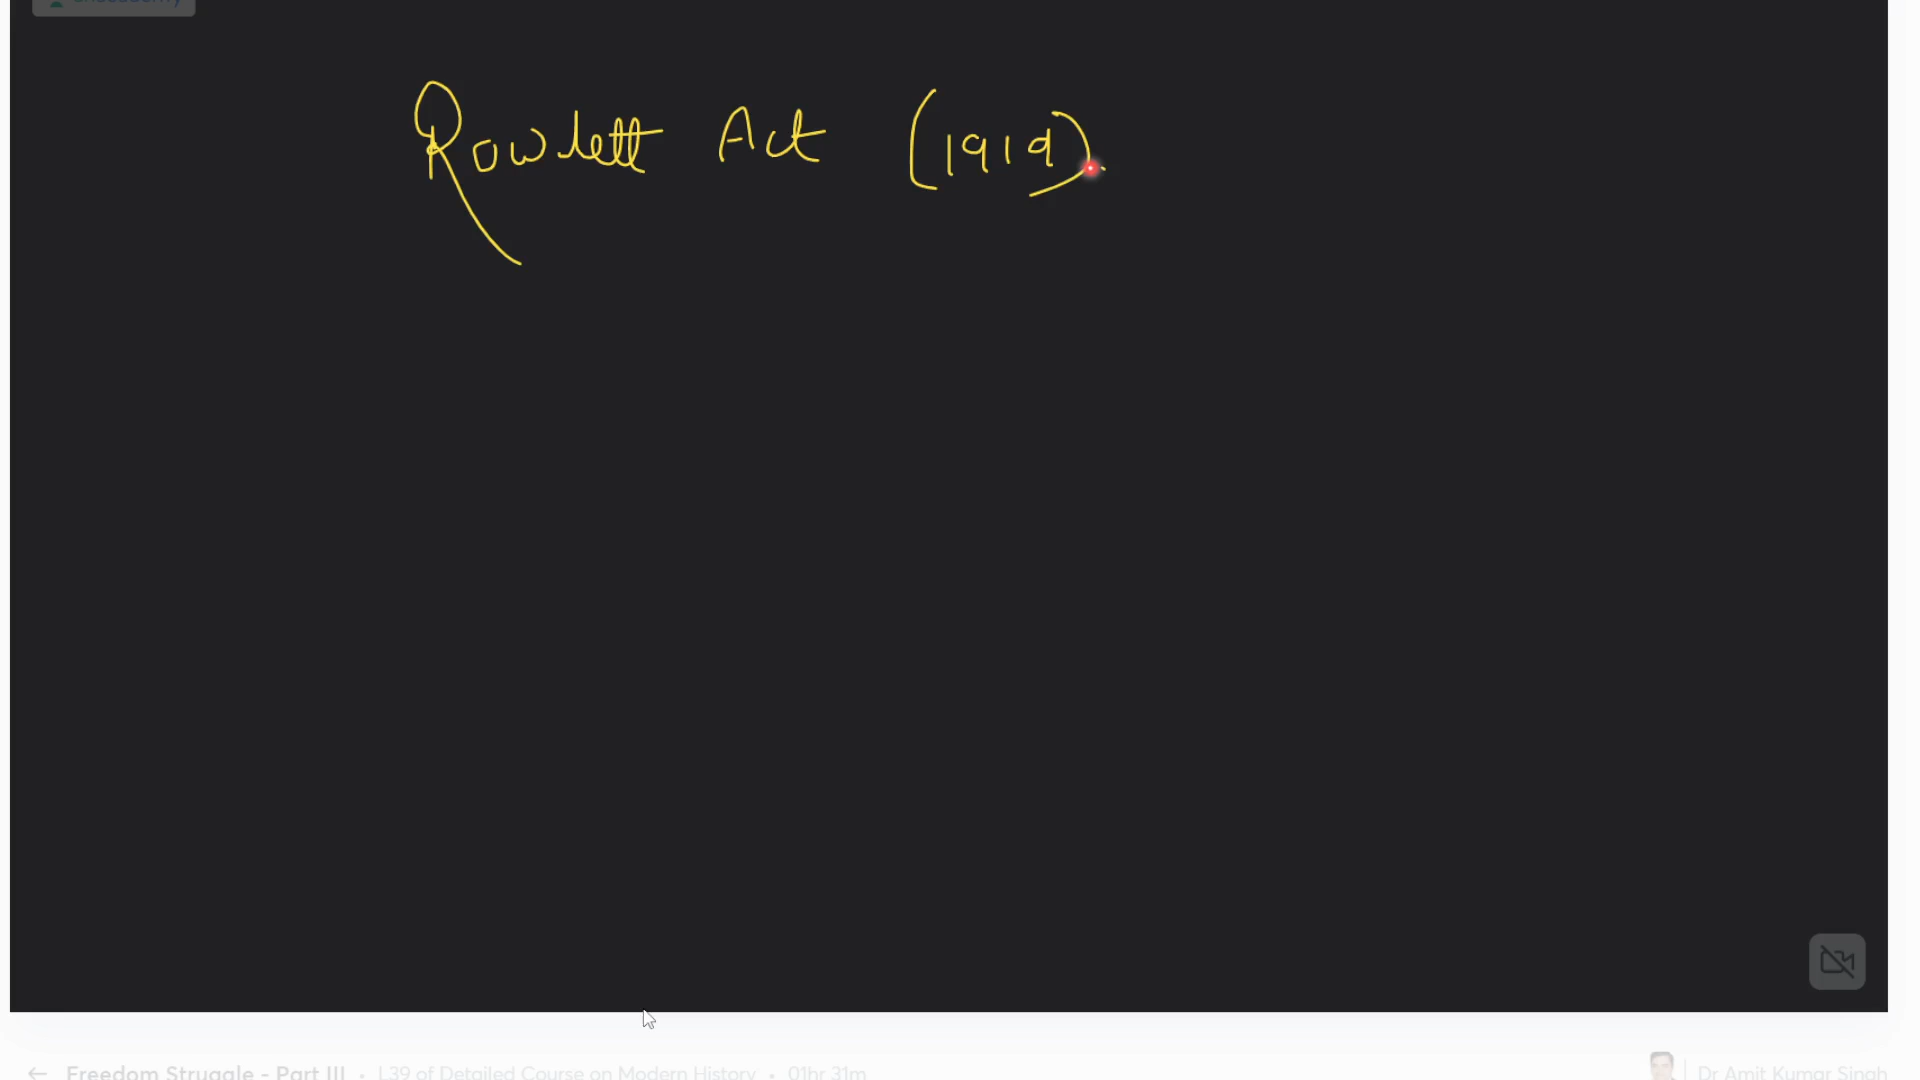 Rowlett Act (1919).
Freedom Struggle - Part III • L39 of Detailed Course on Modern History • 01hr 31m
Dr Amit Kumar Singh